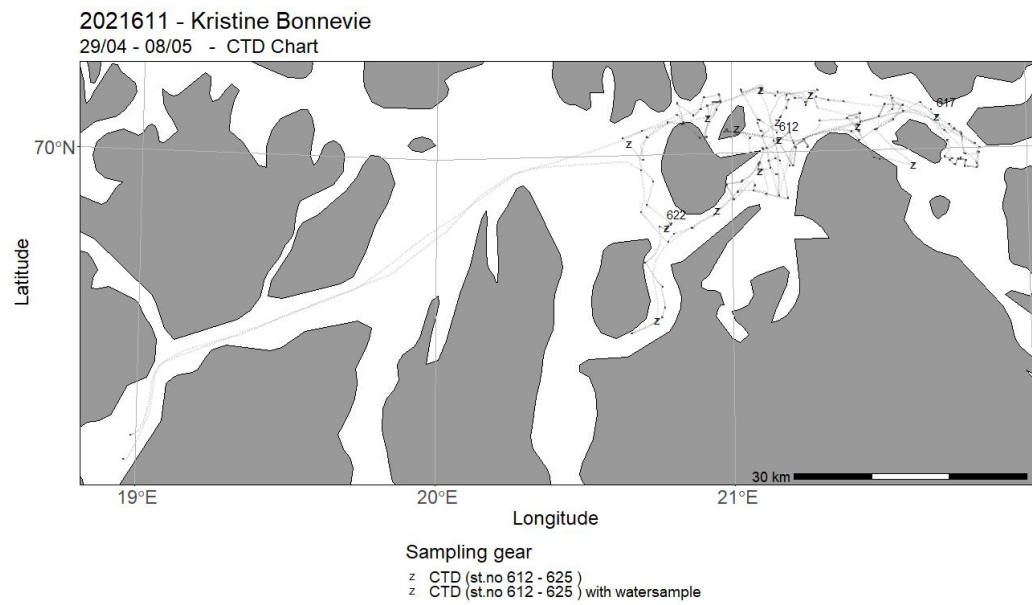 2021611 - Kristine Bonnevie
29/04 - 08/05 - CTD Chart
z
z
617
z
z
z
612
z
z
70°N
z
z
z
z
z
622
z
z
Latitude
30 km
19°E
20°E
21°E
Longitude
Sampling gear
z CTD (st.no 612 - 625 )
z CTD (st.no 612 - 625 ) with watersample